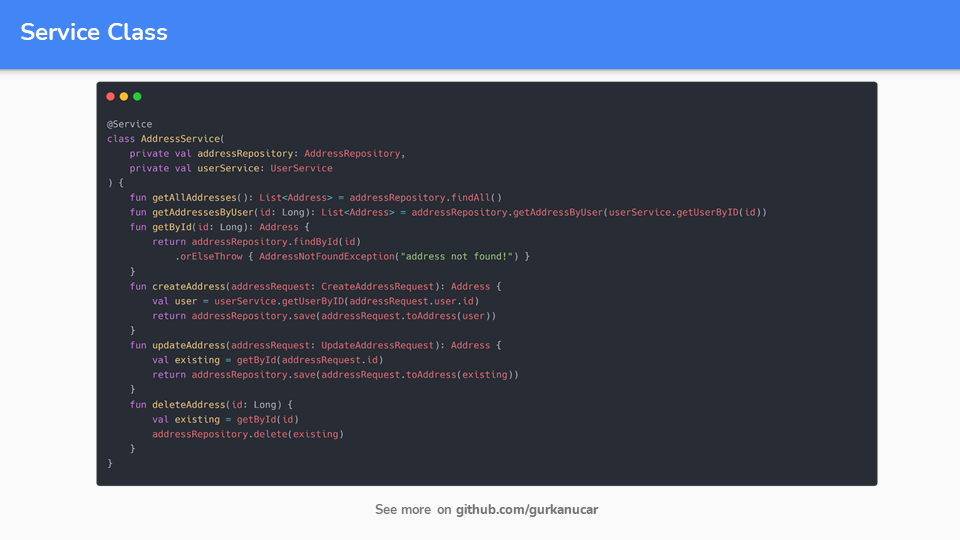 Service Class
@Service
class AddressService(
    private val addressRepository: AddressRepository,
    private val userService: UserService
) {
    fun getAllAddresses(): List<Address> = addressRepository.findAll()
    fun getAddressesByUser(id: Long): List<Address> = addressRepository.getAddressByUser(userService.getUserByID(id))
    fun getById(id: Long): Address {
        return addressRepository.findById(id)
            .orElseThrow { AddressNotFoundException("address not found!") }
    }
    fun createAddress(addressRequest: CreateAddressRequest): Address {
        val user = userService.getUserByID(addressRequest.user.id)
        return addressRepository.save(addressRequest.toAddress(user))
    }
    fun updateAddress(addressRequest: UpdateAddressRequest): Address {
        val existing = getById(addressRequest.id)
        return addressRepository.save(addressRequest.toAddress(existing))
    }
    fun deleteAddress(id: Long) {
        val existing = getById(id)
        addressRepository.delete(existing)
    }
}
See more on github.com/gurkanucar